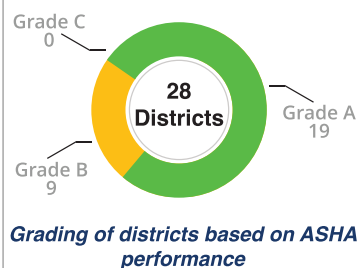 Grade C
0
28
Districts
Grade A
19
Grade B
9
Grading of districts based on ASHA
performance